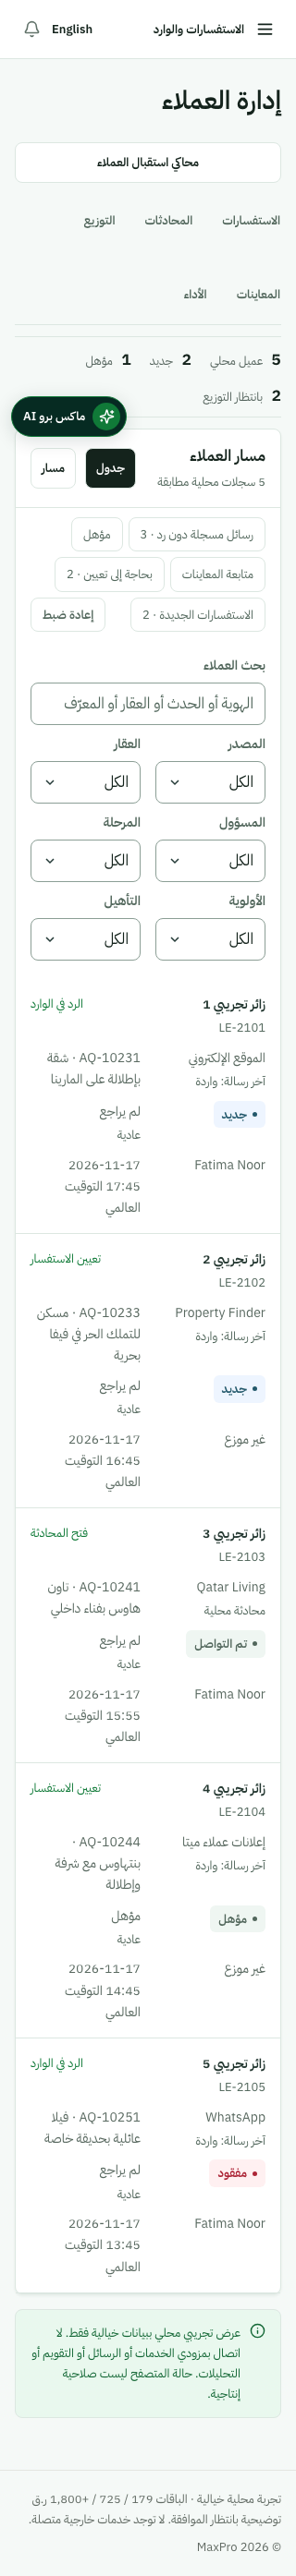 الاستفسارات والوارد
English
إدارة العملاء
محاكي استقبال العملاء
الاستفسارات
المحادثات
التوزيع
المعاينات
الأداء
5 عميل محلي
2 جديد
1 مؤهل
2 بانتظار التوزيع
ماكس برو AI
مسار العملاء
5 سجلات محلية مطابقة
جدول
مسار
رسائل مسجلة دون رد · 3
مؤهل
متابعة المعاينات
بحاجة إلى تعيين · 2
الاستفسارات الجديدة · 2
إعادة ضبط
بحث العملاء
الهوية أو الحدث أو العقار أو المعرّف
المصدر
العقار
الكل
الكل
المسؤول
المرحلة
الكل
الكل
الأولوية
التأهيل
الكل
الكل
زائر تجريبي 1
الرد في الوارد
LE-2101
الموقع الإلكتروني
آخر رسالة: واردة
AQ-10231 · شقة
بإطلالة على المارينا
جديد
لم يراجع
عادية
Fatima Noor
2026-11-17
17:45 التوقيت
العالمي
زائر تجريبي 2
تعيين الاستفسار
LE-2102
Property Finder
آخر رسالة: واردة
AQ-10233 · مسكن
للتملك الحر في فيفا
بحرية
جديد
لم يراجع
عادية
غير موزع
2026-11-17
16:45 التوقيت
العالمي
زائر تجريبي 3
فتح المحادثة
LE-2103
Qatar Living
محادثة محلية
AQ-10241 · تاون
هاوس بفناء داخلي
تم التواصل
لم يراجع
عادية
Fatima Noor
2026-11-17
15:55 التوقيت
العالمي
زائر تجريبي 4
تعيين الاستفسار
LE-2104
إعلانات عملاء ميتا
آخر رسالة: واردة
AQ-10244 ·
بنتهاوس مع شرفة
وإطلالة
مؤهل
مؤهل
عادية
غير موزع
2026-11-17
14:45 التوقيت
العالمي
زائر تجريبي 5
الرد في الوارد
LE-2105
WhatsApp
آخر رسالة: واردة
AQ-10251 · فيلا
عائلية بحديقة خاصة
مفقود
لم يراجع
عادية
Fatima Noor
2026-11-17
13:45 التوقيت
العالمي
عرض تجريبي محلي ببيانات خيالية فقط. لا
اتصال بمزودي الخدمات أو الرسائل أو التقويم أو
التحليلات. حالة المتصفح ليست صلاحية
إنتاجية.
تجربة محلية خيالية · الباقات 179 / 725 / +1,800 ر.ق
توضيحية بانتظار الموافقة. لا توجد خدمات خارجية متصلة.
© 2026 MaxPro